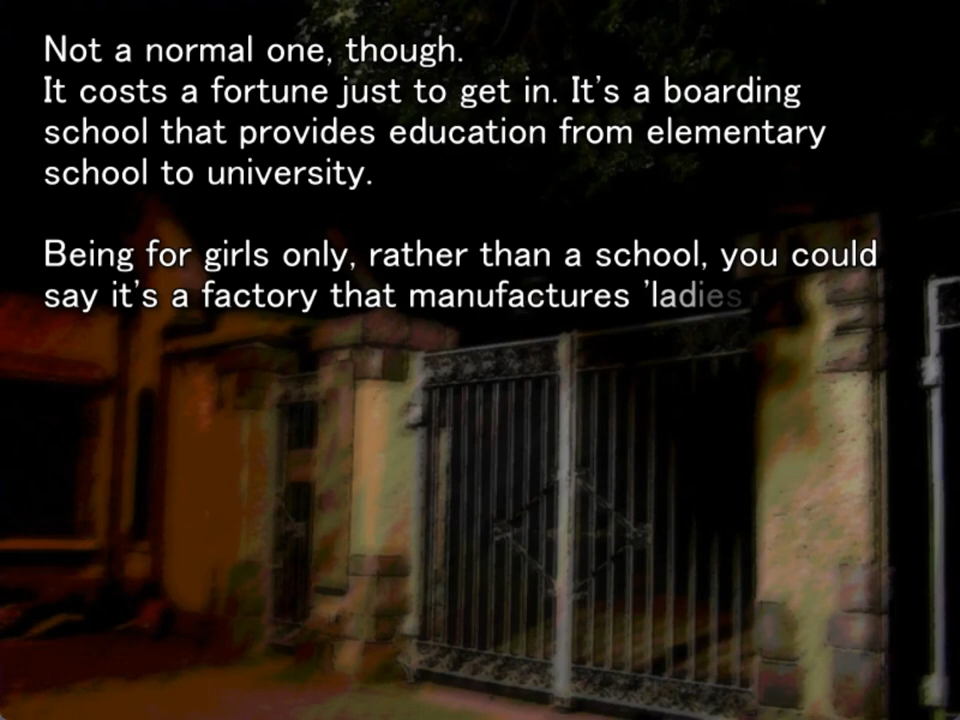 Not a normal one, though.
It costs a fortune just to get in. It's a boarding
school that provides education from elementary
school to university.
Being for girls only, rather than a school, you could
say it's a factory that manufactures 'ladies